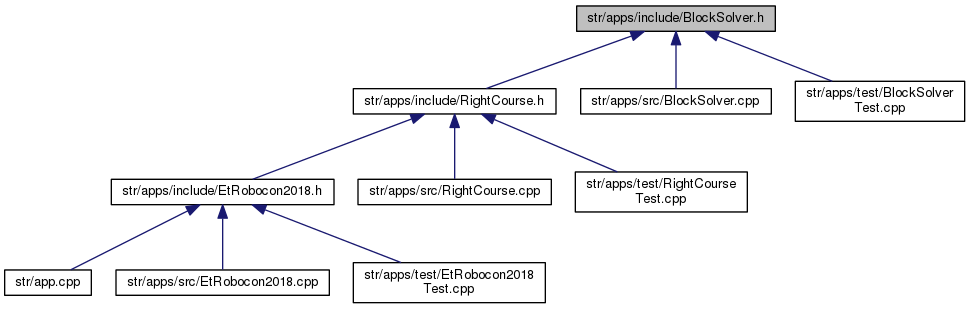 str/apps/include/BlockSolver.h
str/apps/include/RightCourse.h
str/apps/src/BlockSolver.cpp
str/apps/test/BlockSolver
Test.cpp
str/apps/include/EtRobocon2018.h
str/apps/src/RightCourse.cpp
str/apps/test/RightCourse
Test.cpp
str/app.cpp
str/apps/src/EtRobocon2018.cpp
str/apps/test/EtRobocon2018
Test.cpp